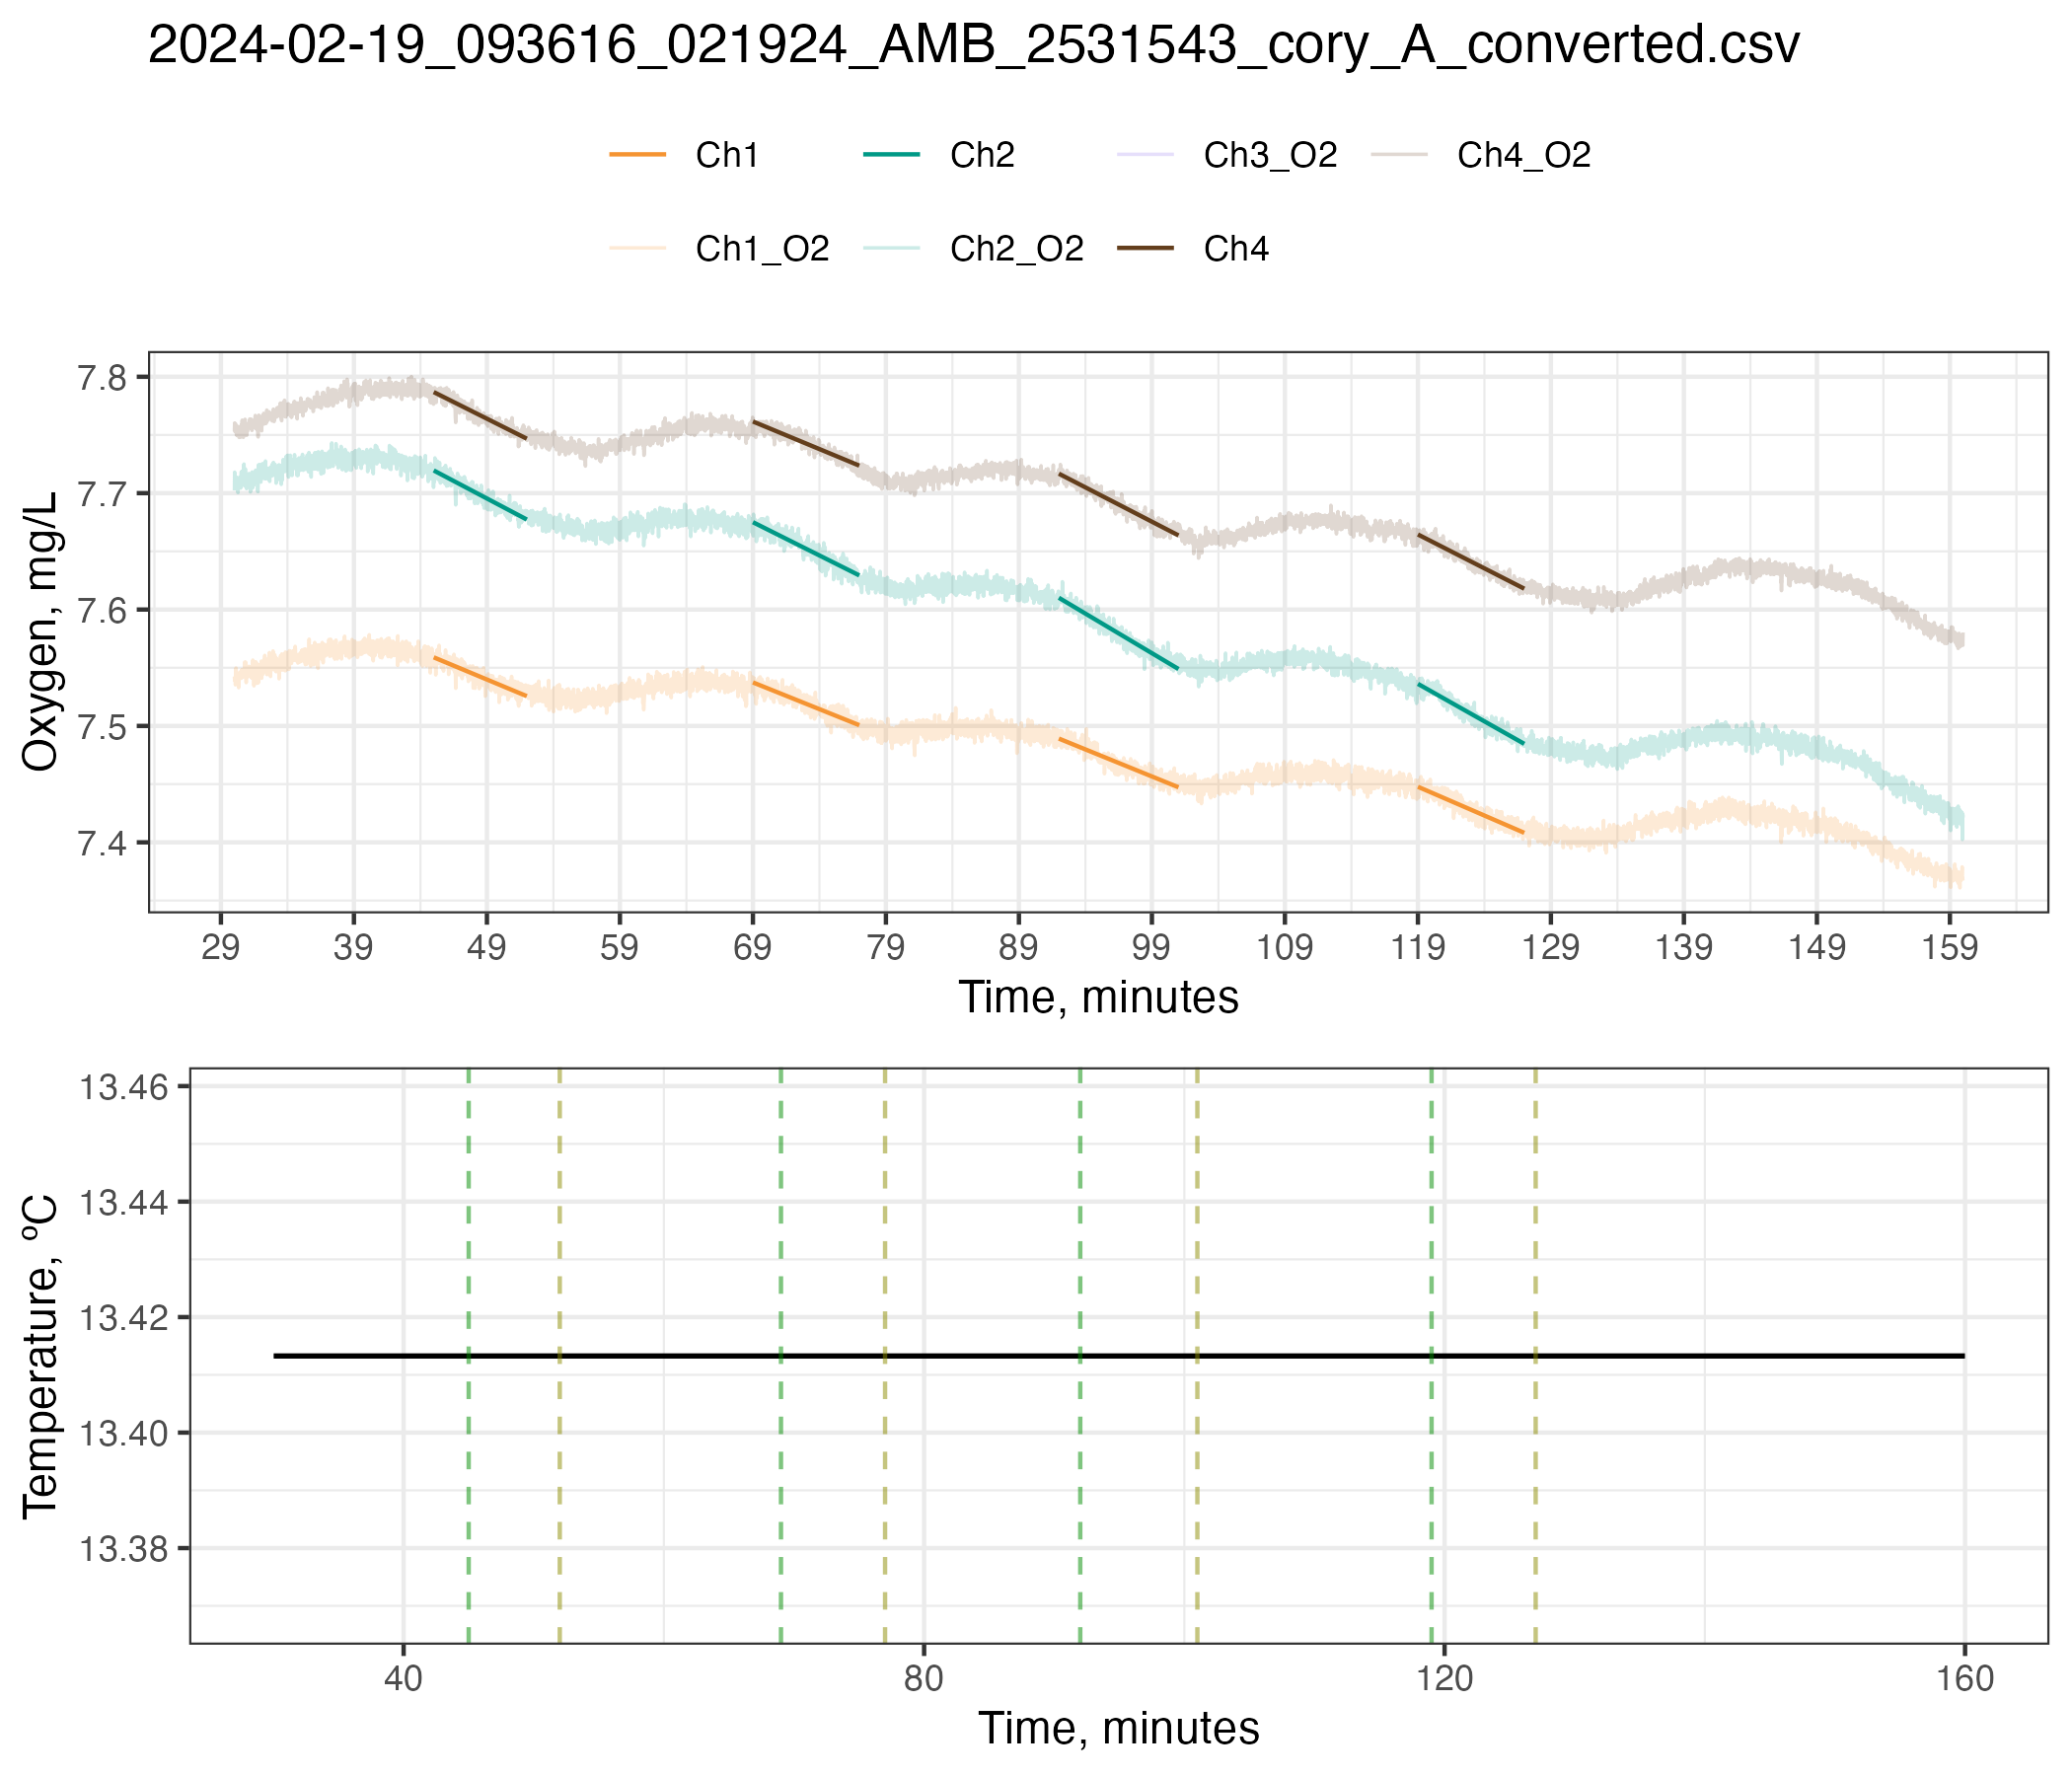 2024-02-19_093616_021924_AMB_2531543_cory_A_converted.csv
Ch1 Ch2 Ch3_O2 Ch4_O2
Ch1_O2 Ch2_O2 Ch4
Oxygen, mg/L
7.8
7.7
7.6
7.5
7.4
29 39 49 59 69 79 89 99 109 119 129 139 149 159
Time, minutes
Temperature, ºC
13.46
13.44
13.42
13.40
13.38
40 80 120 160
Time, minutes